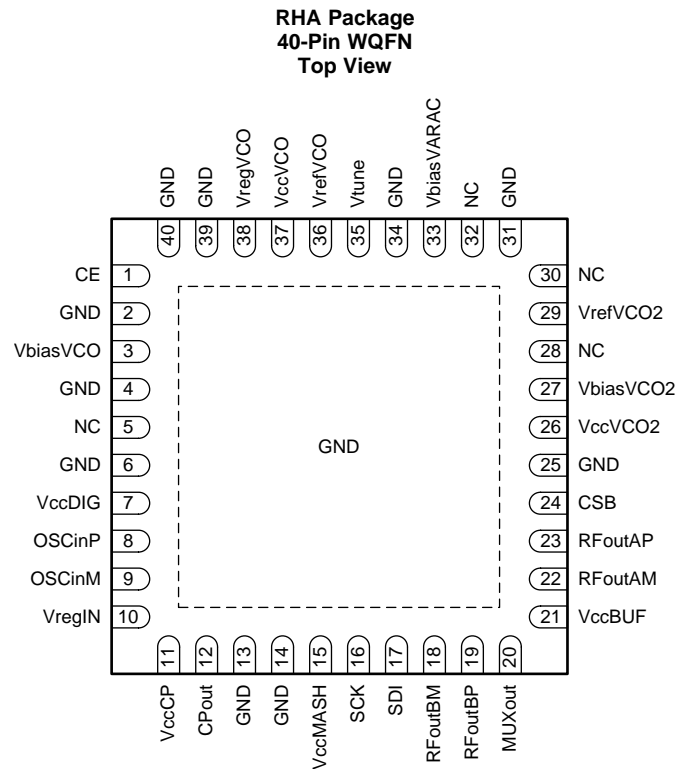 RHA Package
40-Pin WQFN
Top View
GND
GND
VregVCO
VccVCO
VrefVCO
Vtune
GND
VbiasVARAC
NC
GND
40
39
38
37
36
35
34
33
32
31
CE 1
GND 2
VbiasVCO 3
GND 4
NC 5
GND 6
VccDIG 7
OSCinP 8
OSCinM 9
VregIN 10
GND
30 NC
29 VrefVCO2
28 NC
27 VbiasVCO2
26 VccVCO2
25 GND
24 CSB
23 RFoutAP
22 RFoutAM
21 VccBUF
11
12
13
14
15
16
17
18
19
20
VccCP
CPout
GND
GND
VccMASH
SCK
SDI
RFoutBM
RFoutBP
MUXout